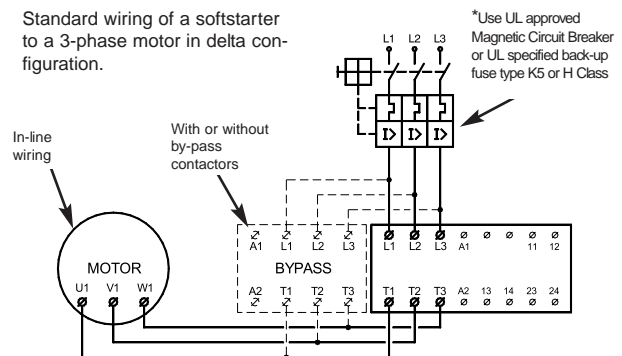 Standard wiring of a softstarter
to a 3-phase motor in delta con-
figuration.
*Use UL approved
Magnetic Circuit Breaker
or UL specified back-up
fuse type K5 or H Class
L1 L2 L3
I> I> I>
In-line
wiring
With or without
by-pass
contactors
A1 L1 L2 L3
BYPASS
A2 T1 T2 T3
L1 L2 L3 A1 11 12
T1 T2 T3 A2 13 14 23 24
MOTOR
U1 V1 W1